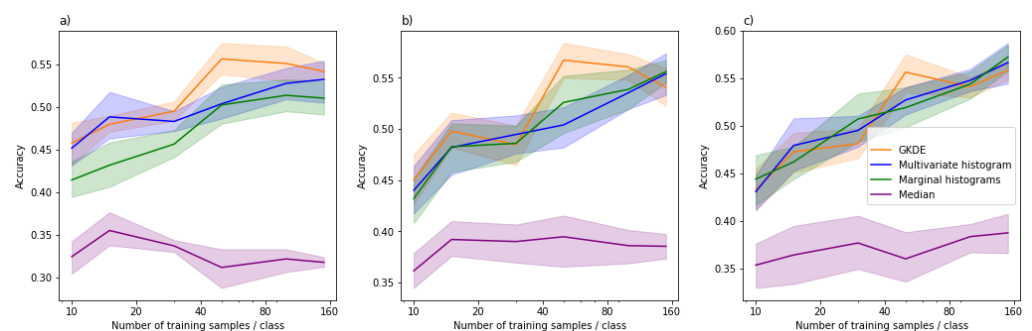 a)
Accuracy
0.55
0.50
0.45
0.40
0.35
0.30
10
20
40
80
160
Number of training samples / class
b)
Accuracy
0.55
0.50
0.45
0.40
0.35
10
20
40
80
160
Number of training samples / class
c)
Accuracy
0.60
0.55
0.50
0.45
0.40
0.35
GKDE
Multivariate histogram
Marginal histograms
Median
10
20
40
80
160
Number of training samples / class